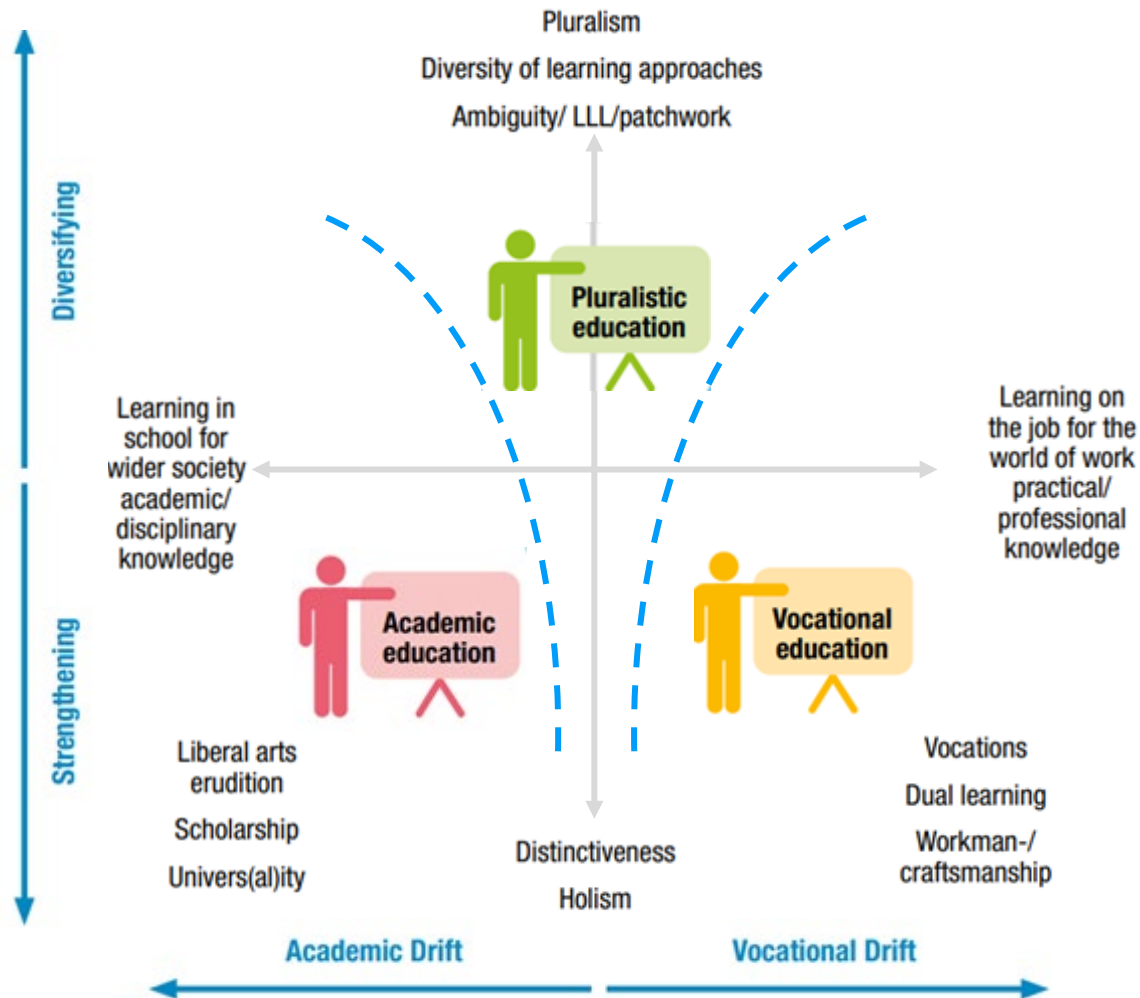 Pluralism
Diversity of learning approaches
Ambiguity/ LLL/patchwork
Diversifying
Pluralistic
education
Learning in
school for
wider society
academic/
disciplinary
knowledge
Learning on
the job for the
world of work
practical/
professional
knowledge
Strengthening
Academic
education
Vocational
education
Liberal arts
erudition
Scholarship
Univers(al)ity
Distinctiveness
Holism
Vocations
Dual learning
Workman-/
craftsmanship
Academic Drift
Vocational Drift